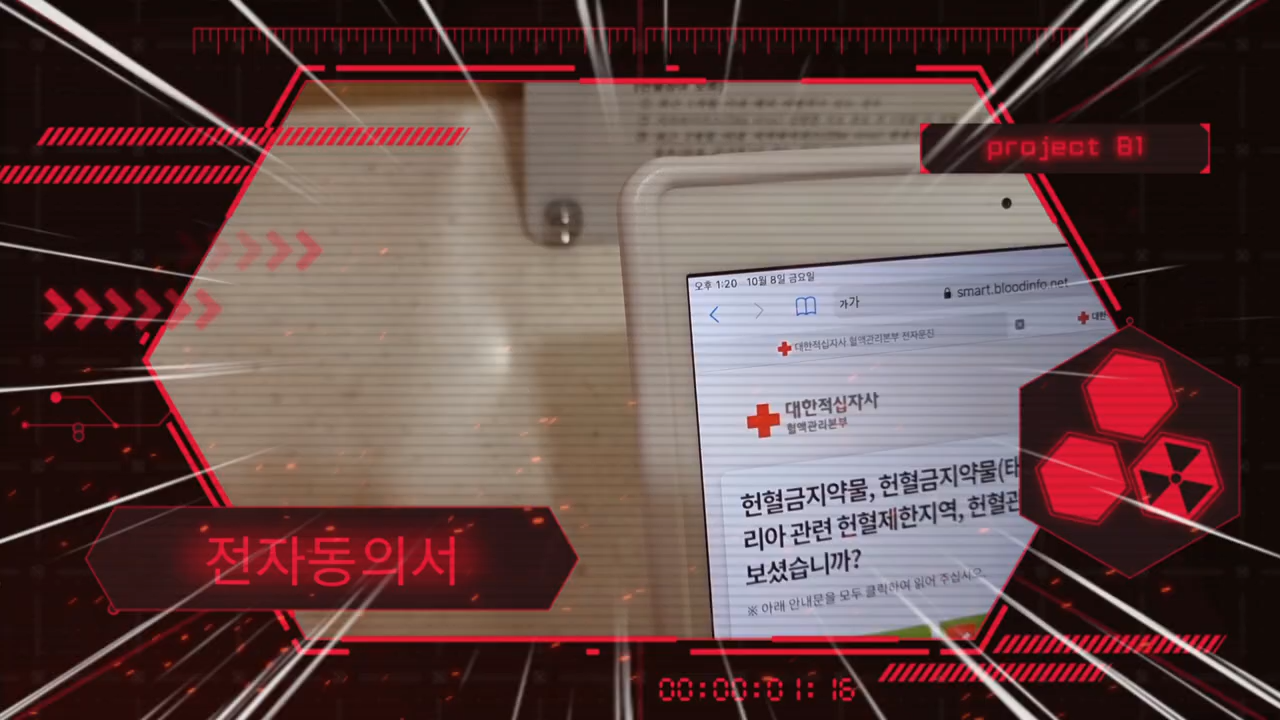 project 81
오후 1:20 10월 8일 금요일
가가
smart.bloodinfo.net
대한적십자사 혈액관리본부 전자문진
대한
대한적십자사
혈액관리본부
헌혈금지약물, 헌혈금지약물(타
리아 관련 헌혈제한지역, 헌혈관
보셨습니까?
※ 아래 안내문을 모두 클릭하여 읽어 주십시오.
전자동의서
00:00:01:16